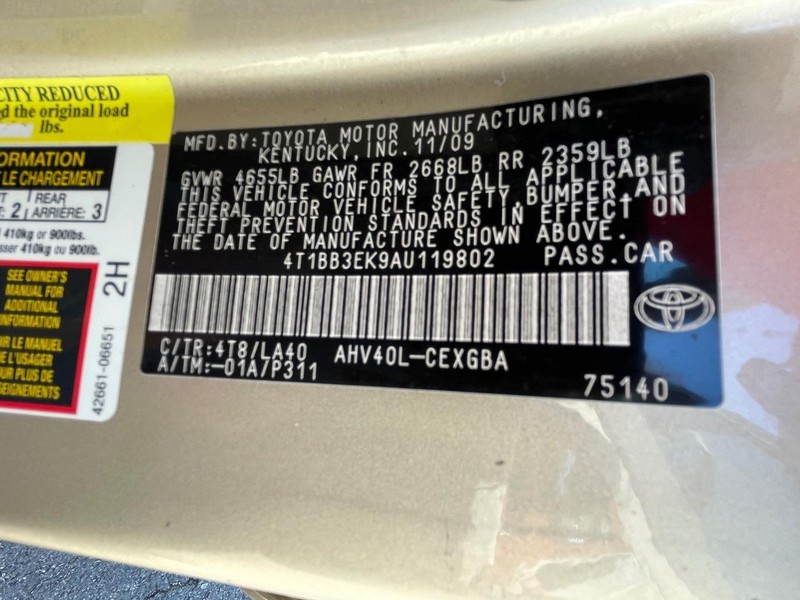 CITY REDUCED
ed the original load
lbs.
ORMATION
LE CHARGEMENT
REAR
: 2 ARRIÈRE: 3
410kg or 900lbs.
sser 410kg ou 900lb.
SEE OWNER'S
MANUAL FOR
ADDITIONAL
INFORMATION
IR LE MANUEL
E L'USAGER
OUR PLUS DE
SEIGNEMENTS
2H
42661-06651
MFD.BY:TOYOTA MOTOR MANUFACTURING,
KENTUCKY, INC. 11/09
GVWR 4655LB GAWR FR 2668LB RR 2359LB
THIS VEHICLE CONFORMS TO ALL APPLICABLE
FEDERAL MOTOR VEHICLE SAFETY,BUMPER,AND
THEFT PREVENTION STANDARDS IN EFFECT ON
THE DATE OF MANUFACTURE SHOWN ABOVE.
4T1BB3EK9AU119802 PASS.CAR
C/TR:4T8/LA40 AHV40L-CEXGBA
A/TM:-01A/P311
75140